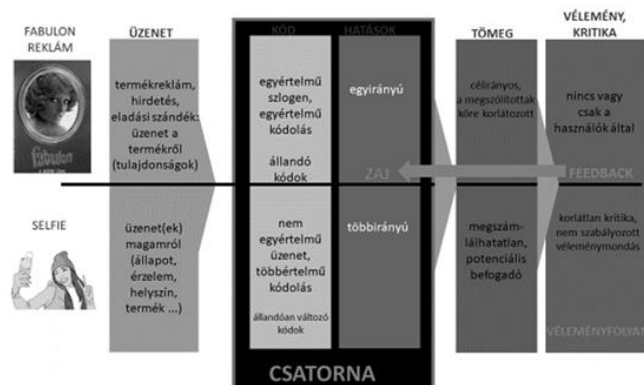 FABULON
REKLÁM
fabulon
ÜZENET
termékreklám,
hirdetés,
eladási szándék:
üzenet a
termékről
(tulajdonságok)
KÓD
egyértelmű
szlogen,
egyértelmű
kódolás
állandó
kódok
HATÁSOK
egyirányú
ZAJ
TÖMEG
célirányos,
a megszólítottak
köre korlátozott
VÉLEMÉNY,
KRITIKA
nincs vagy
csak a
használók által
FEEDBACK
SELFIE
üzenet(ek)
magamról
(állapot,
érzelem,
helyszín,
termék ...)
nem
egyértelmű
üzenet,
többértelmű
kódolás
állandóan változó
kódok
többirányú
megszám-
lálhatatlan,
potenciális
befogadó
korlátlan kritika,
nem szabályozott
véleménymondás
VÉLEMÉNYFOLYAM
CSATORNA